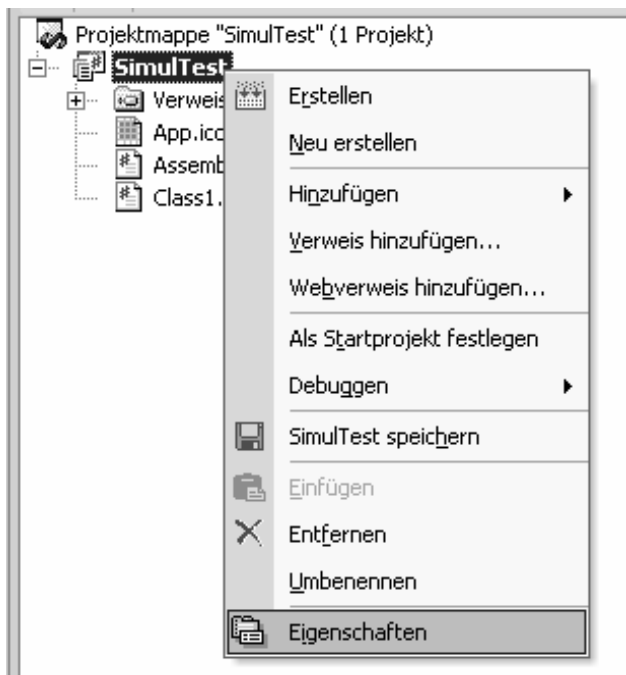 Projektmappe "SimulTest" (1 Projekt)
SimulTest
Verweis
App.ico
Assemb
Class1.
Erstellen
Neu erstellen
Hinzufügen
Verweis hinzufügen...
Webverweis hinzufügen...
Als Startprojekt festlegen
Debuggen
SimulTest speichern
Einfügen
Entfernen
Umbenennen
Eigenschaften